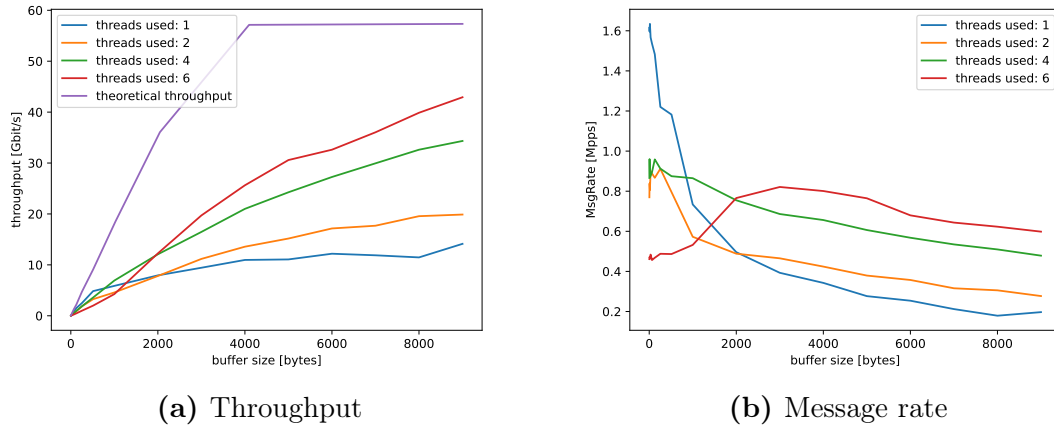 60
50
40
30
20
10
0
throughput [Gbit/s]
threads used: 1
threads used: 2
threads used: 4
threads used: 6
theoretical throughput
0 2000 4000 6000 8000
buffer size [bytes]
(a) Throughput
1.6
1.4
1.2
1.0
0.8
0.6
0.4
0.2
MsgRate [Mpps]
threads used: 1
threads used: 2
threads used: 4
threads used: 6
0 2000 4000 6000 8000
buffer size [bytes]
(b) Message rate